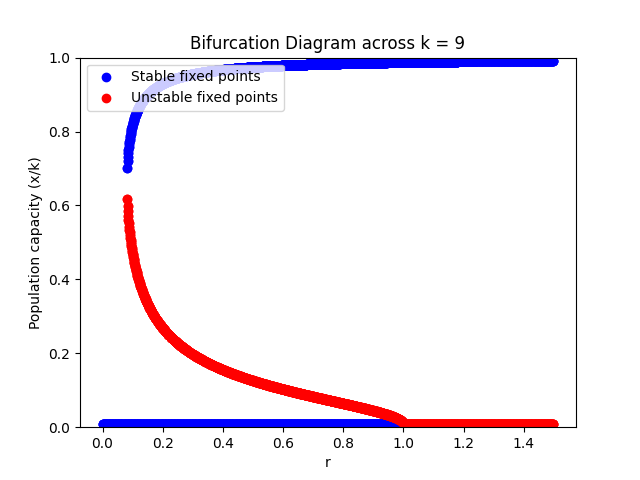 Bifurcation Diagram across k = 9
Stable fixed points
Unstable fixed points
Population capacity (x/k)
1.0
0.8
0.6
0.4
0.2
0.0
0.0 0.2 0.4 0.6 0.8 1.0 1.2 1.4
r